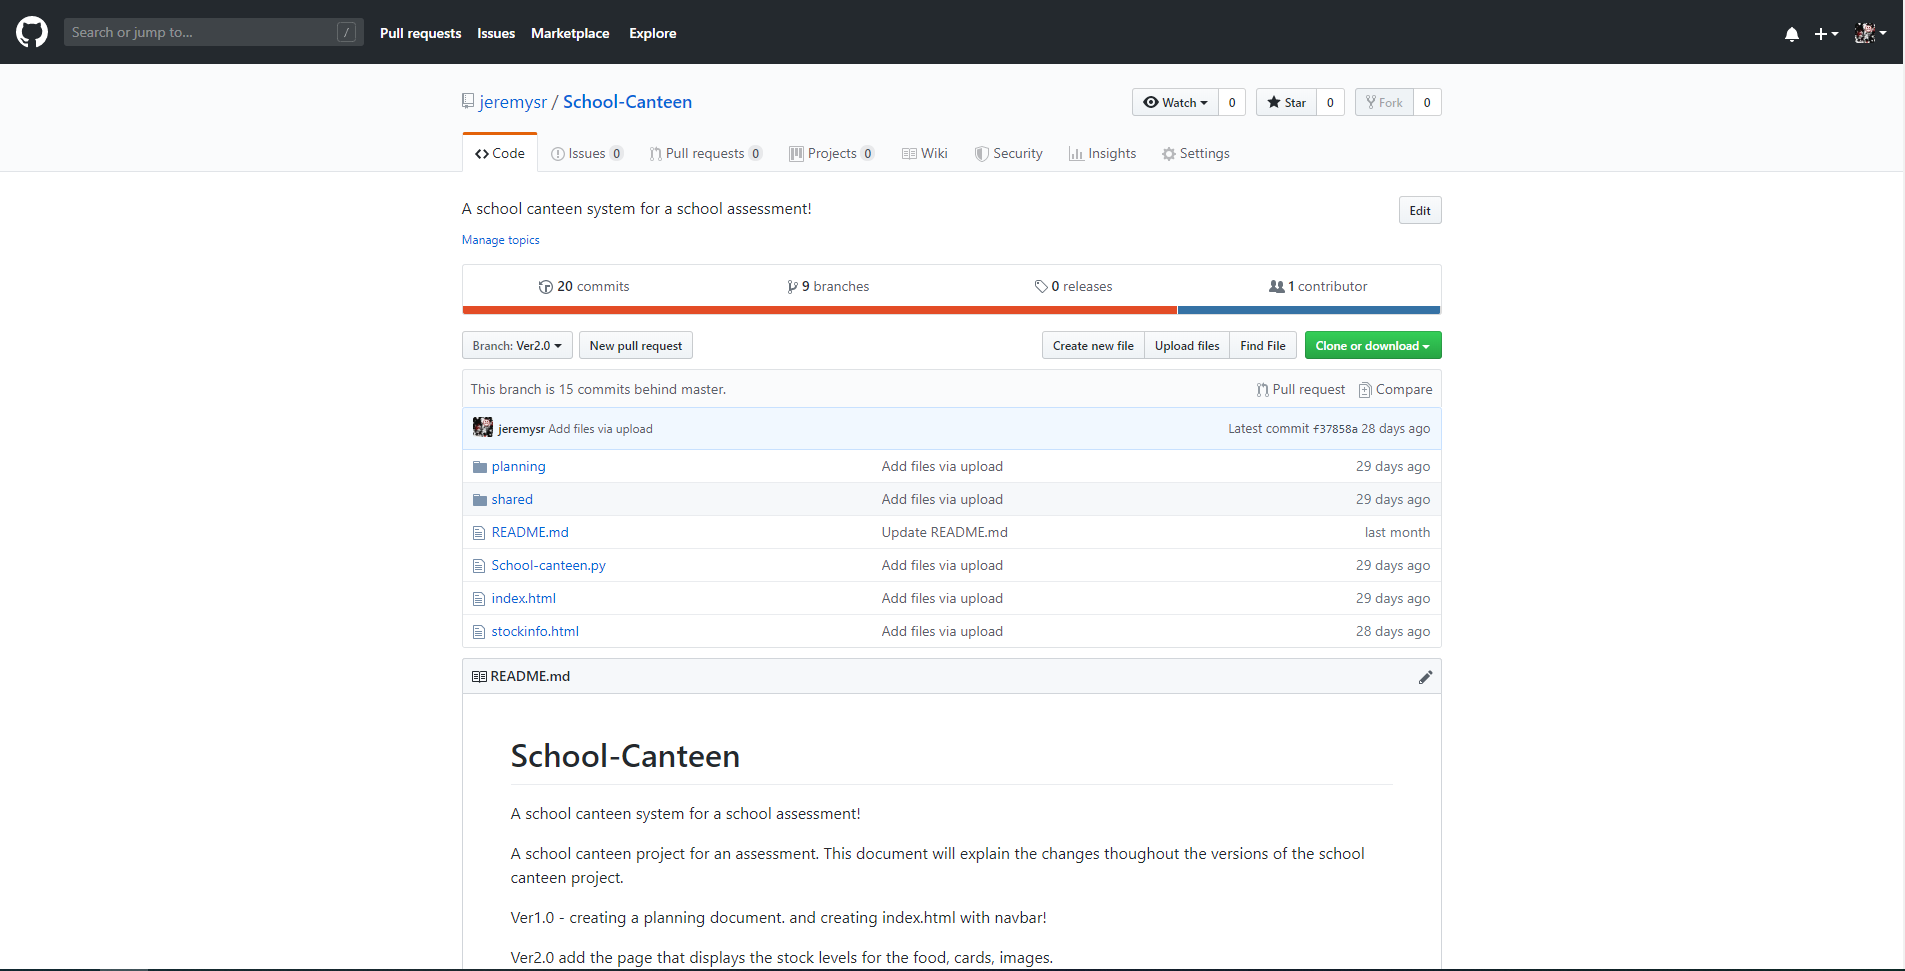 Search or jump to... /
Pull requests Issues Marketplace Explore
jeremysr / School-Canteen
Watch 0 Star 0 Fork 0
Code Issues 0 Pull requests 0 Projects 0 Wiki Security Insights Settings
A school canteen system for a school assessment!
Edit
Manage topics
20 commits 9 branches 0 releases 1 contributor
Branch: Ver2.0 New pull request Create new file Upload files Find File Clone or download
This branch is 15 commits behind master. Pull request Compare
jeremysr Add files via upload Latest commit f37858a 28 days ago
planning Add files via upload 29 days ago
shared Add files via upload 29 days ago
README.md Update README.md last month
School-canteen.py Add files via upload 29 days ago
index.html Add files via upload 29 days ago
stockinfo.html Add files via upload 28 days ago
README.md
School-Canteen
A school canteen system for a school assessment!
A school canteen project for an assessment. This document will explain the changes thoughout the versions of the school
canteen project.
Ver1.0 - creating a planning document. and creating index.html with navbar!
Ver2.0 add the page that displays the stock levels for the food, cards, images.